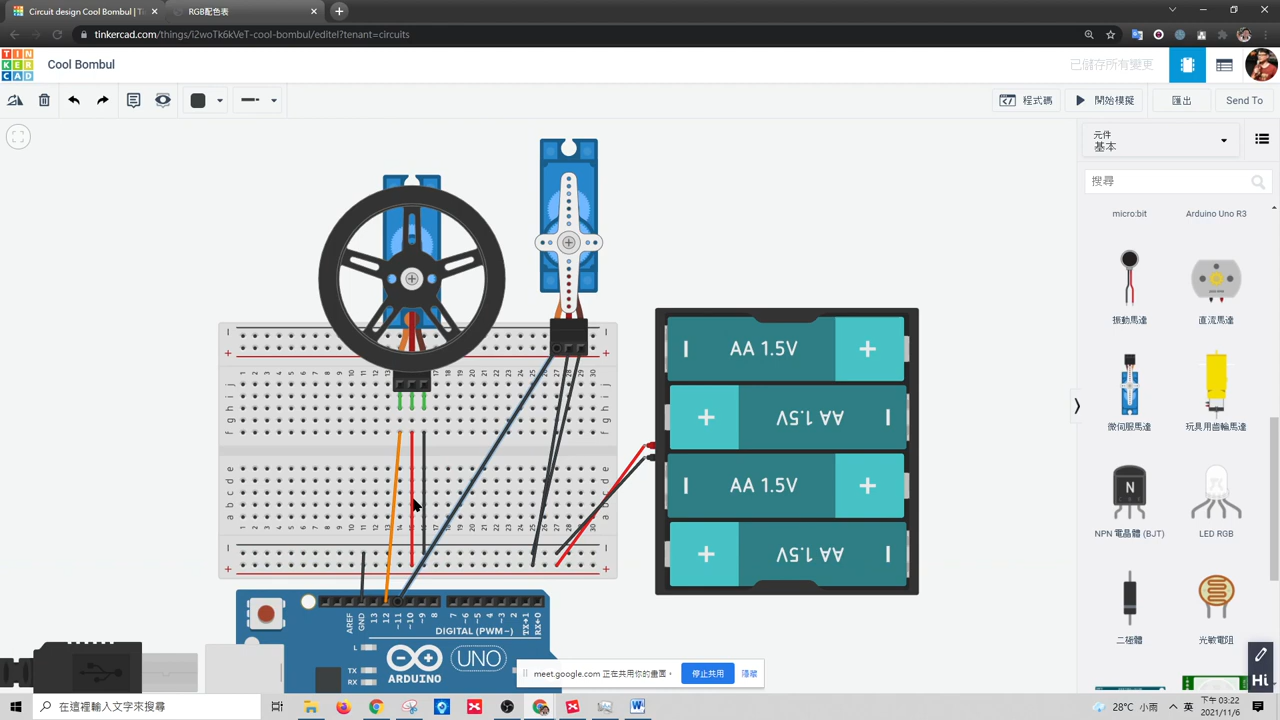 Circuit design Cool Bombul | T
RGB配色表
tinkercad.com/things/i2woTk6kVeT-cool-bombul/editel?tenant=circuits
TIN
KER
CAD
Cool Bombul
已儲存所有變更
程式碼
開始模擬
匯出
Send To
元件
基本
搜尋
micro:bit
Arduino Uno R3
振動馬達
直流馬達
微伺服馬達
玩具用齒輪馬達
N
NPN 電晶體 (BJT)
LED RGB
二極體
光敏電阻
AA 1.5V
AA 1.5V
AA 1.5V
AA 1.5V
AREF
GND
13
12
~11
~10
~9
8
7
~6
~5
4
~3
2
TX→1
RX←0
DIGITAL (PWM~)
L
TX
RX
UNO
ARDUINO
meet.google.com 正在共用你的畫面。
停止共用
隱藏
Hi
在這裡輸入文字來搜尋
28°C 小雨
英
下午 03:22
2021/11/6